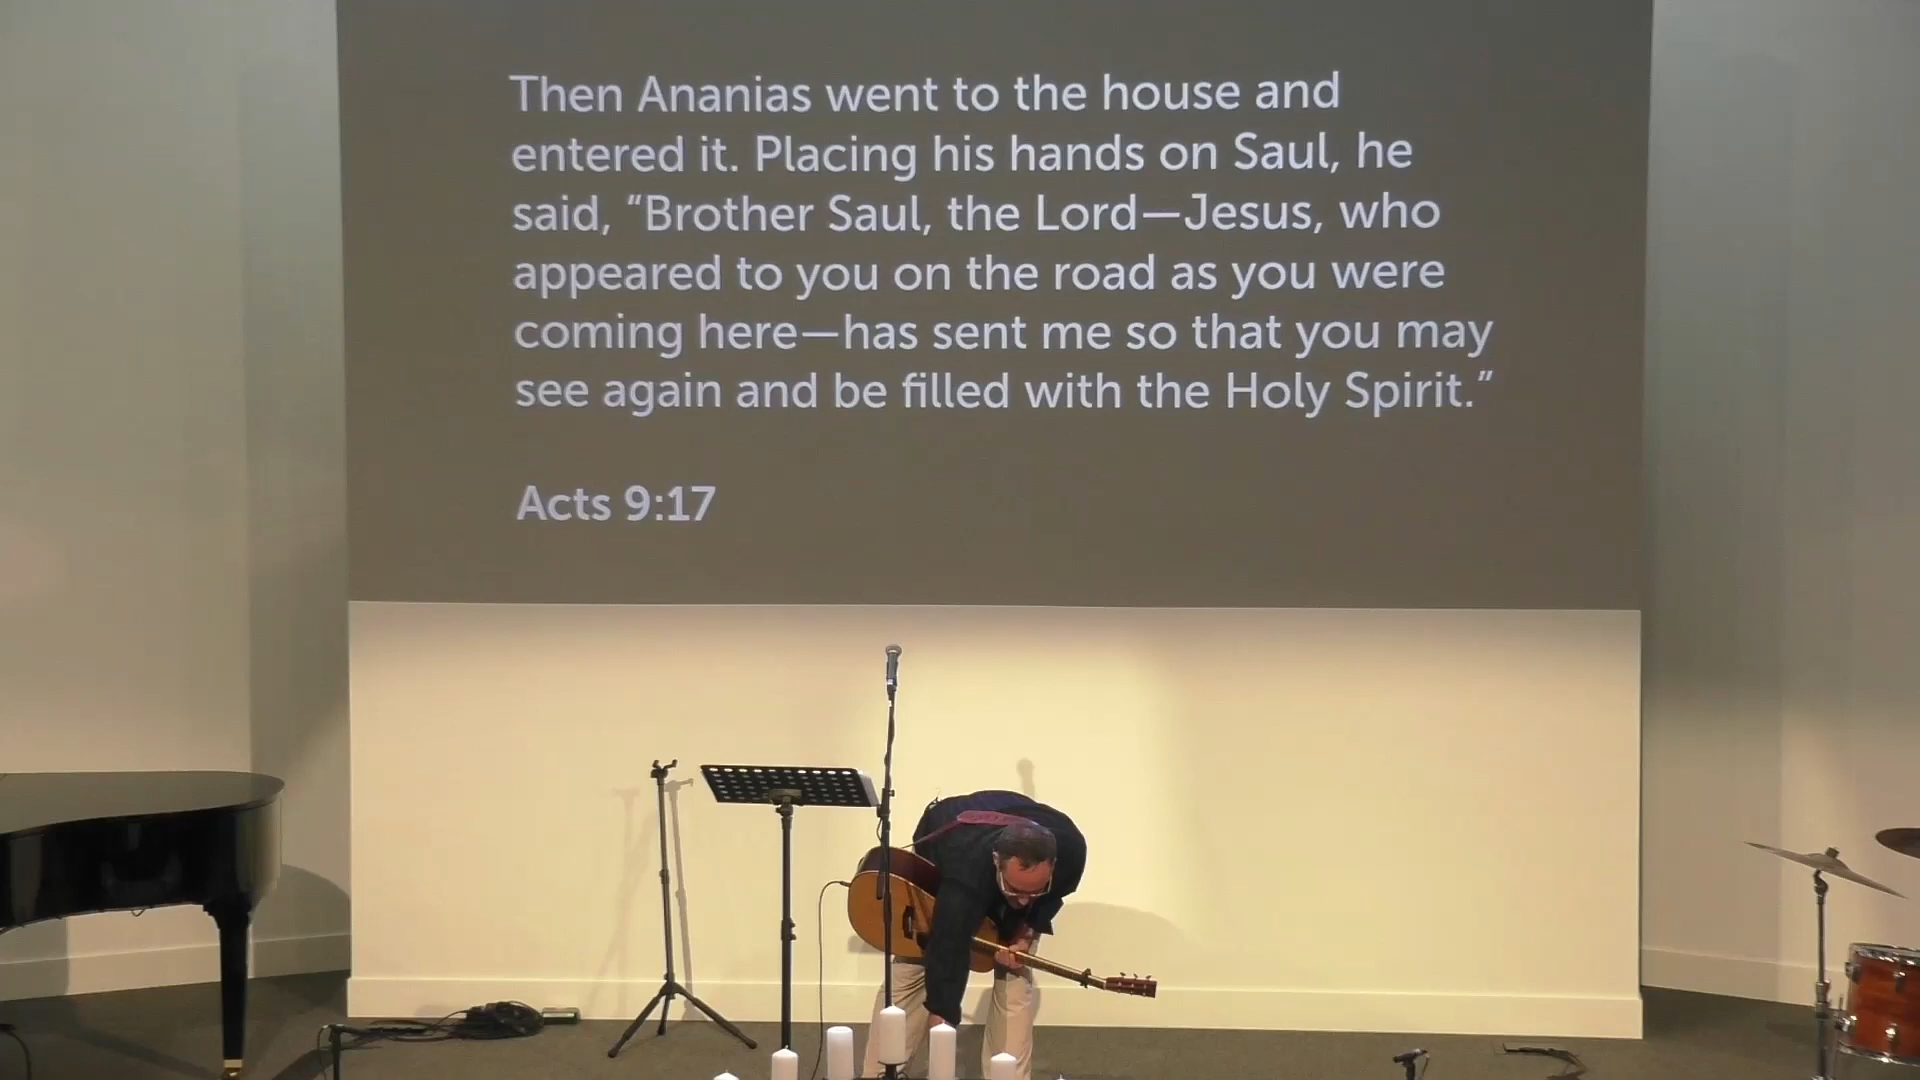 Then Ananias went to the house and
entered it. Placing his hands on Saul, he
said, “Brother Saul, the Lord—Jesus, who
appeared to you on the road as you were
coming here—has sent me so that you may
see again and be filled with the Holy Spirit.”
Acts 9:17